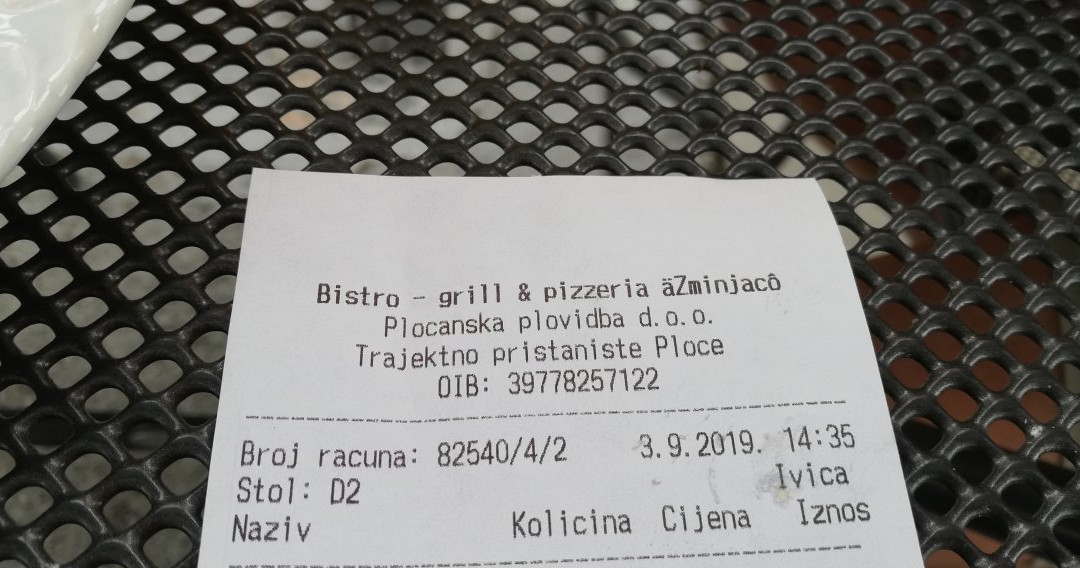 Bistro - grill & pizzeria äZminjacô
Plocanska plovidba d.o.o.
Trajektno pristaniste Ploce
OIB: 39778257122
Broj racuna: 82540/4/2 3.9.2019. 14:35
Ivica
Stol: D2
Naziv Kolicina Cijena Iznos